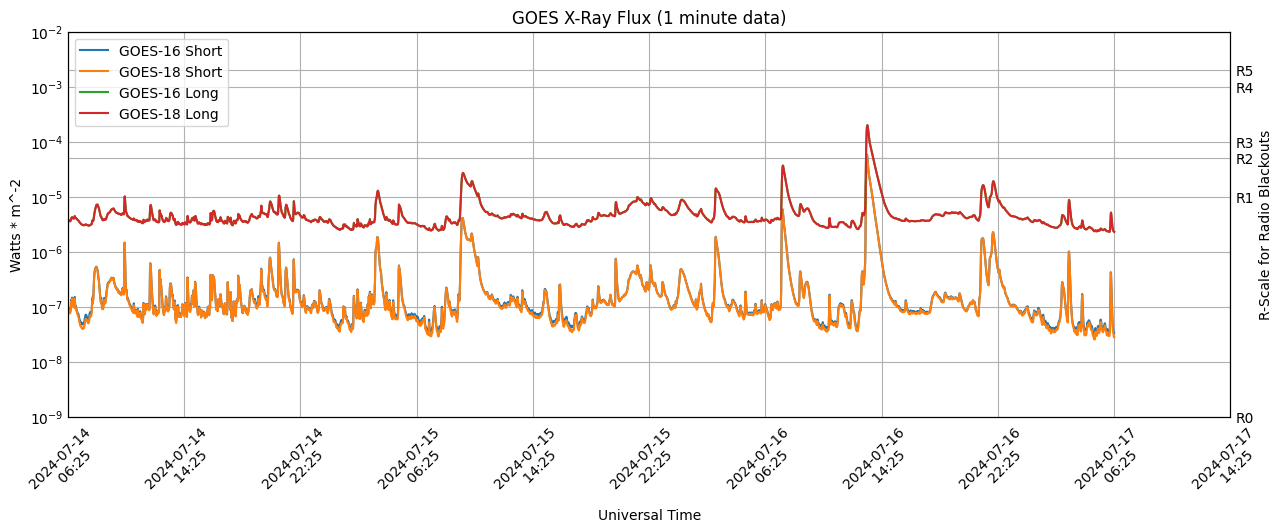 GOES X-Ray Flux (1 minute data)
GOES-16 Short
GOES-18 Short
GOES-16 Long
GOES-18 Long
Watts * m^-2
10^-2
10^-3
10^-4
10^-5
10^-6
10^-7
10^-8
10^-9
R5
R4
R3
R2
R1
R0
R-Scale for Radio Blackouts
2024-07-14
06:25
2024-07-14
14:25
2024-07-14
22:25
2024-07-15
06:25
2024-07-15
14:25
2024-07-15
22:25
2024-07-16
06:25
2024-07-16
14:25
2024-07-16
22:25
2024-07-17
06:25
2024-07-17
14:25
Universal Time